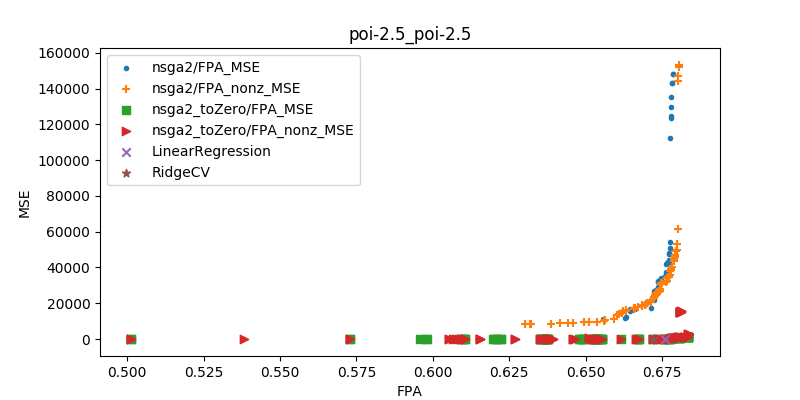 poi-2.5_poi-2.5
160000
140000
120000
100000
80000
60000
40000
20000
0
MSE
nsga2/FPA_MSE
nsga2/FPA_nonz_MSE
nsga2_toZero/FPA_MSE
nsga2_toZero/FPA_nonz_MSE
LinearRegression
RidgeCV
0.500 0.525 0.550 0.575 0.600 0.625 0.650 0.675
FPA